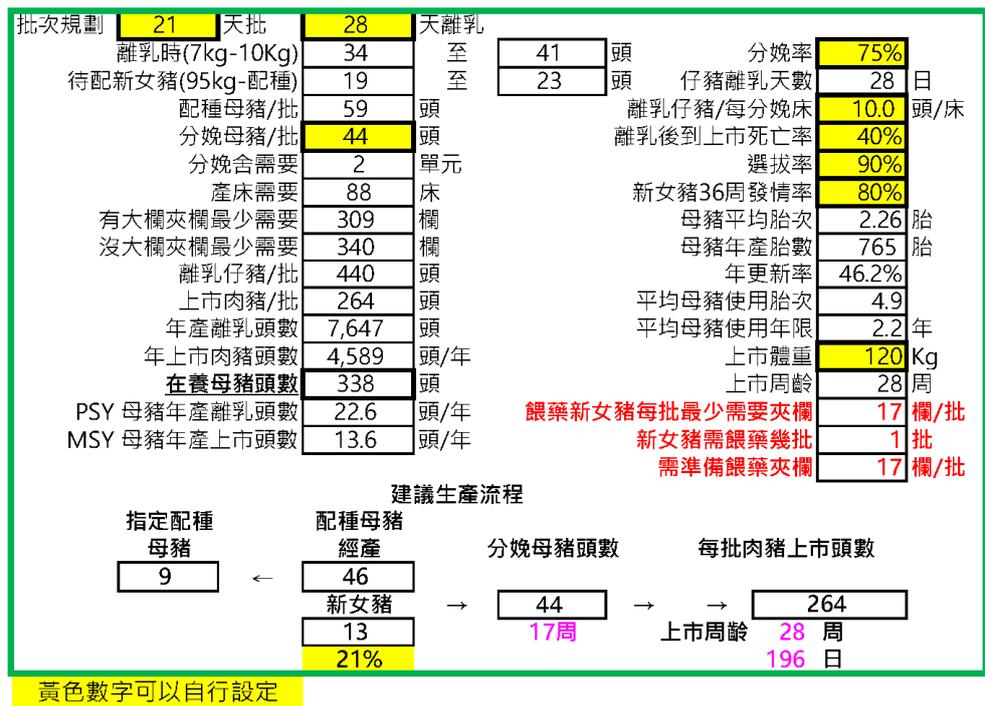 批次規劃 21 天批 28 天離乳
離乳時(7kg-10Kg) 34 至 41 頭 分娩率 75%
待配新女豬(95kg-配種) 19 至 23 頭 仔豬離乳天數 28 日
配種母豬/批 59 頭 離乳仔豬/每分娩床 10.0 頭/床
分娩母豬/批 44 頭 離乳後到上市死亡率 40%
分娩舍需要 2 單元 選拔率 90%
產床需要 88 床 新女豬36周發情率 80%
有大欄夾欄最少需要 309 欄 母豬平均胎次 2.26 胎
沒大欄夾欄最少需要 340 欄 母豬年產胎數 765 胎
離乳仔豬/批 440 頭 年更新率 46.2%
上市肉豬/批 264 頭 平均母豬使用胎次 4.9
年產離乳頭數 7,647 頭 平均母豬使用年限 2.2 年
年上市肉豬頭數 4,589 頭/年 上市體重 120 Kg
在養母豬頭數 338 頭 上市周齡 28 周
PSY 母豬年產離乳頭數 22.6 頭/年 餵藥新女豬每批最少需要夾欄 17 欄/批
MSY 母豬年產上市頭數 13.6 頭/年 新女豬需餵藥幾批 1 批
需準備餵藥夾欄 17 欄/批
建議生產流程
指定配種 配種母豬
母豬 經產 分娩母豬頭數 每批肉豬上市頭數
9 ← 46
新女豬 → 44 → → 264
13 17周 上市周齡 28 周
21% 196 日
黃色數字可以自行設定